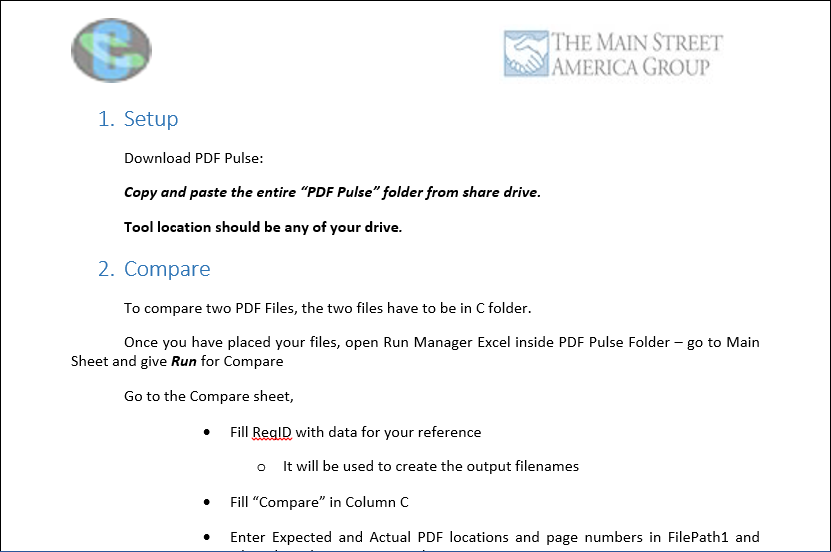 THE MAIN STREET
AMERICA GROUP
1. Setup
Download PDF Pulse:
Copy and paste the entire “PDF Pulse” folder from share drive.
Tool location should be any of your drive.
2. Compare
To compare two PDF Files, the two files have to be in C folder.
Once you have placed your files, open Run Manager Excel inside PDF Pulse Folder – go to Main
Sheet and give Run for Compare
Go to the Compare sheet,
• Fill ReqID with data for your reference
o It will be used to create the output filenames
• Fill “Compare” in Column C
• Enter Expected and Actual PDF locations and page numbers in FilePath1 and